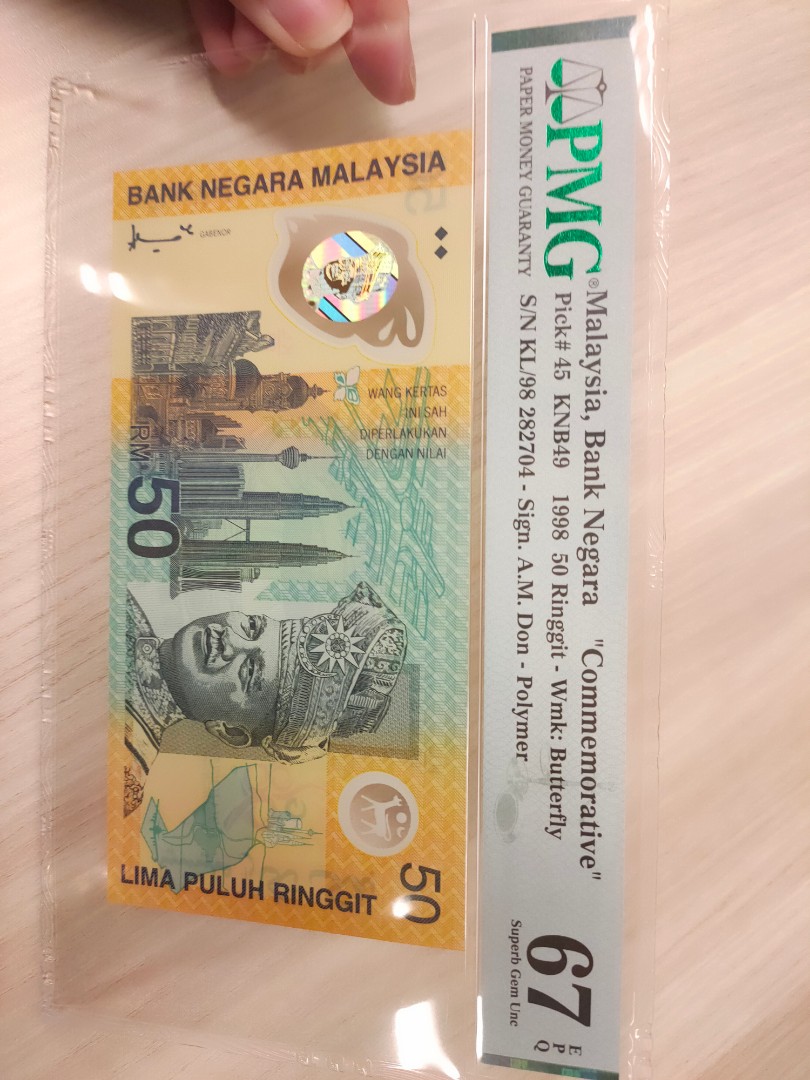 PMG®
PAPER MONEY GUARANTY
Malaysia, Bank Negara "Commemorative"
Pick# 45 KNB49 1998 50 Ringgit - Wmk: Butterfly
S/N KL/98 282704 - Sign. A.M. Don - Polymer
67
EPQ
Superb Gem Unc
BANK NEGARA MALAYSIA
GABENOR
WANG KERTAS
INI SAH
DIPERLAKUKAN
DENGAN NILAI
RM
50
LIMA PULUH RINGGIT
50